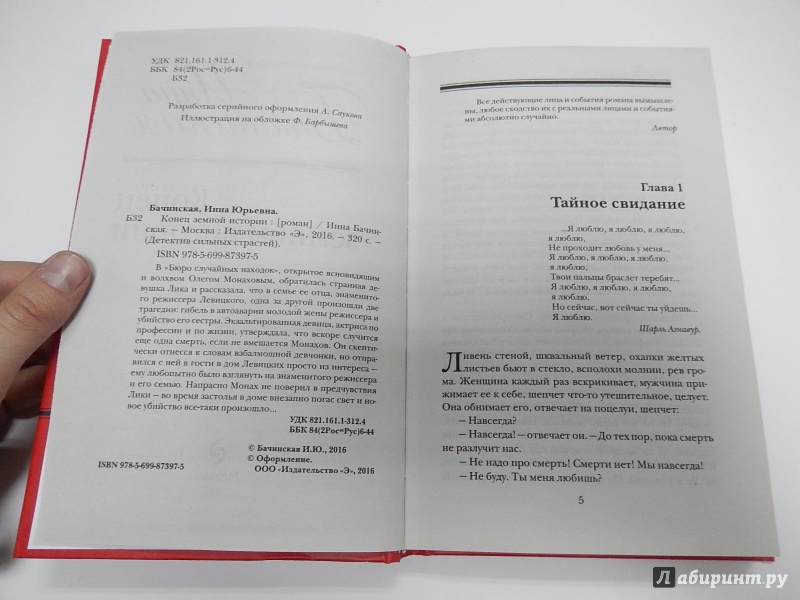 УДК 821.161.1-312.4
ББК 84(2Рос=Рус)6-44
Б32
Разработка серийного оформления А. Саукова
Иллюстрация на обложке Ф. Барбышева
Бачинская, Инна Юрьевна.
Б32 Конец земной истории : [роман] / Инна Бачин-
ская. – Москва : Издательство «Э», 2016. – 320 с. –
(Детектив сильных страстей).
ISBN 978-5-699-87397-5
В «Бюро случайных находок», открытое ясновидящим
и волхвом Олегом Монаховым, обратилась странная де-
вушка Лика и рассказала, что в семье ее отца, знаменито-
го режиссера Левицкого, одна за другой произошли две
трагедии: гибель в автоаварии молодой жены режиссера и
убийство его сестры. Экзальтированная девица, актриса по
профессии и по жизни, утверждала, что вскоре случится
еще одна смерть, если не вмешается Монахов. Он скепти-
чески отнесся к словам взбалмошной девчонки, но отпра-
вился с ней в гости в дом Левицких просто из интереса –
ему любопытно было взглянуть на знаменитого режиссера
и его семью. Напрасно Монах не поверил в предчувствия
Лики – во время застолья в доме внезапно погас свет и но-
вое убийство все-таки произошло...
УДК 821.161.1-312.4
ББК 84(2Рос=Рус)6-44
© Бачинская И.Ю., 2016
© Оформление.
ISBN 978-5-699-87397-5 ООО «Издательство «Э», 2016
Все действующие лица и события романа вымышле-
ны, любое сходство их с реальными лицами и события-
ми абсолютно случайно.
Автор
Глава 1
Тайное свидание
...Я люблю, я люблю, я люблю,
я люблю,
Не проходит любовь у меня...
Я люблю, я люблю, я люблю,
я люблю,
Твои пальцы браслет теребят...
Я люблю, я люблю, я люблю,
я люблю,
Но сейчас, вот сейчас ты уйдешь...
Я люблю.
Шарль Азнавур.
Ливень стеной, шквальный ветер, охапки желтых
листьев бьют в стекло, всполохи молнии, рев гро-
ма. Женщина каждый раз вскрикивает, мужчина при-
жимает ее к себе, шепчет что-то утешительное, целует.
Она обнимает его, отвечает на поцелуи, шепчет:
– Навсегда?
– Навсегда! – отвечает он. – До тех пор, пока смерть
не разлучит нас.
– Не надо про смерть! Смерти нет! Мы навсегда!
– Не буду. Ты меня любишь?
5
Лабиринт.ру